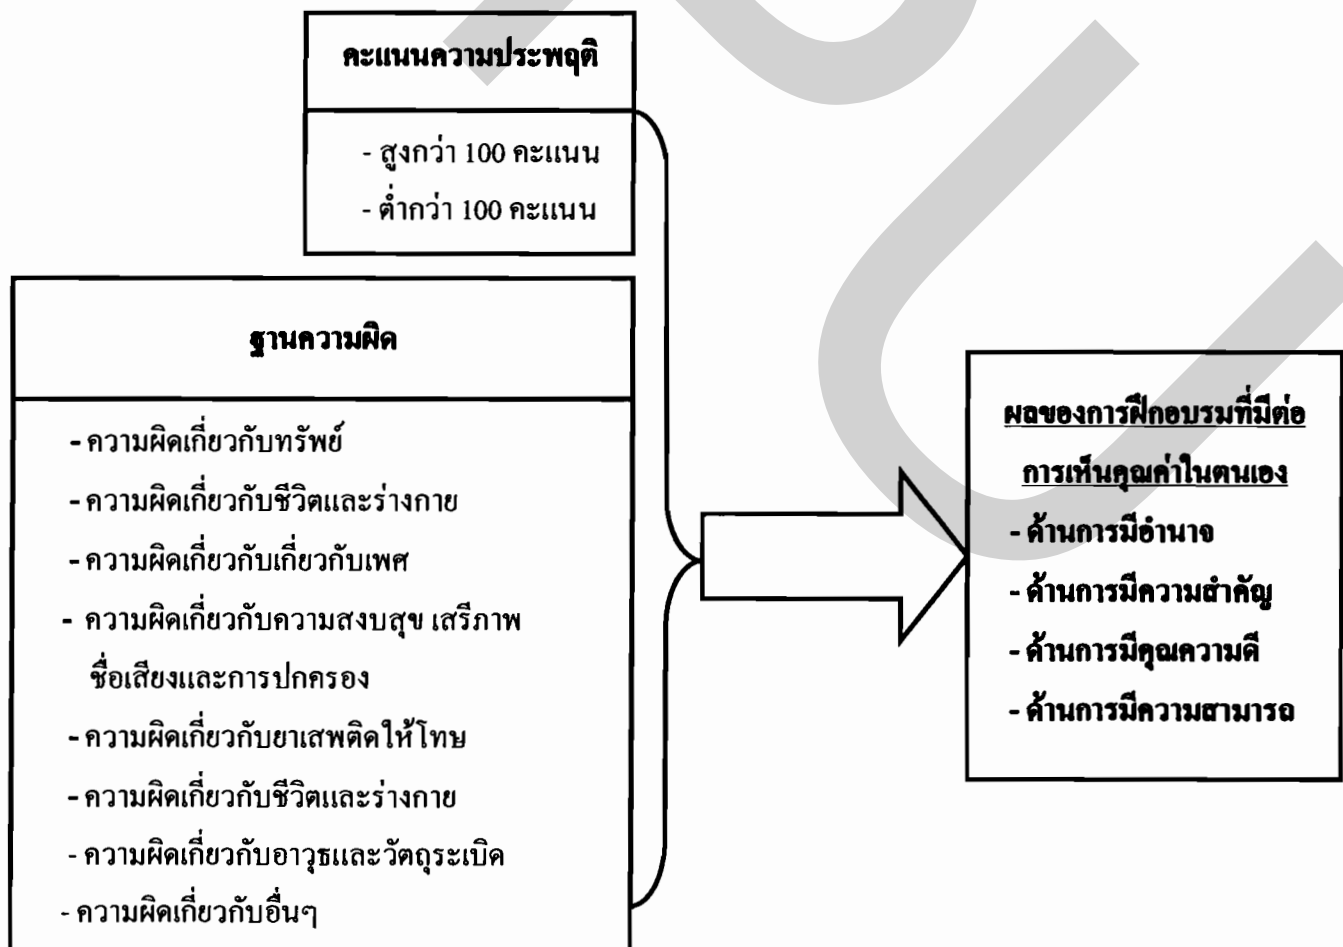 คะแนนความประพฤติ
- สูงกว่า 100 คะแนน
- ต่ำกว่า 100 คะแนน
ฐานความผิด
- ความผิดเกี่ยวกับทรัพย์
- ความผิดเกี่ยวกับชีวิตและร่างกาย
- ความผิดเกี่ยวกับเกี่ยวกับเพศ
- ความผิดเกี่ยวกับความสงบสุข เสรีภาพ
ชื่อเสียงและการปกครอง
- ความผิดเกี่ยวกับยาเสพติดให้โทษ
- ความผิดเกี่ยวกับชีวิตและร่างกาย
- ความผิดเกี่ยวกับอาวุธและวัตถุระเบิด
- ความผิดเกี่ยวกับอื่นๆ
ผลของการฝึกอบรมที่มีต่อ
การเห็นคุณค่าในตนเอง
- ด้านการมีอำนาจ
- ด้านการมีความสำคัญ
- ด้านการมีคุณความดี
- ด้านการมีความสามารถ